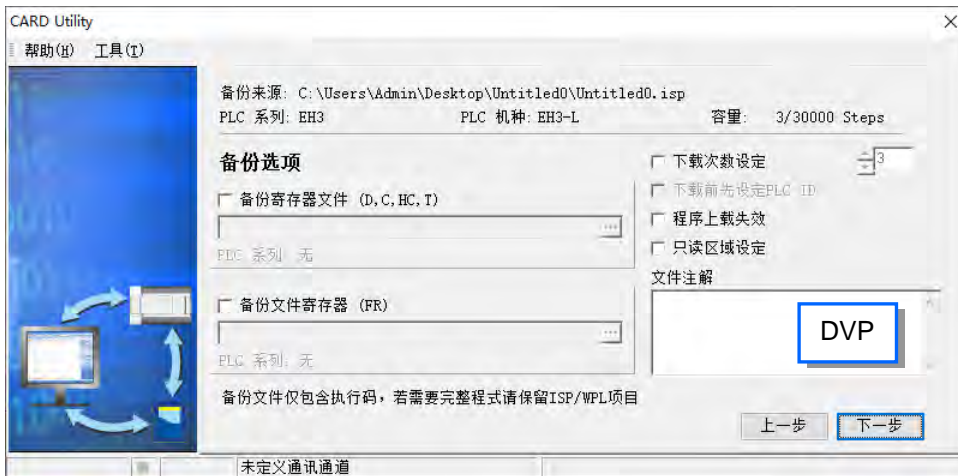 CARD Utility
帮助(H) 工具(T)
备份来源: C:\Users\Admin\Desktop\Untitled0\Untitled0.isp
PLC 系列: EH3 PLC 机种: EH3-L 容量: 3/30000 Steps
备份选项
备份寄存器文件 (D,C,HC,T)
...
PLC 系列: 无
备份文件寄存器 (FR)
...
PLC 系列: 无
下载次数设定 3
下载前先设定PLC ID
程序上载失效
只读区域设定
文件注解
DVP
备份文件仅包含执行码，若需要完整程式请保留ISP/WPL项目
上一步 下一步
未定义通讯通道